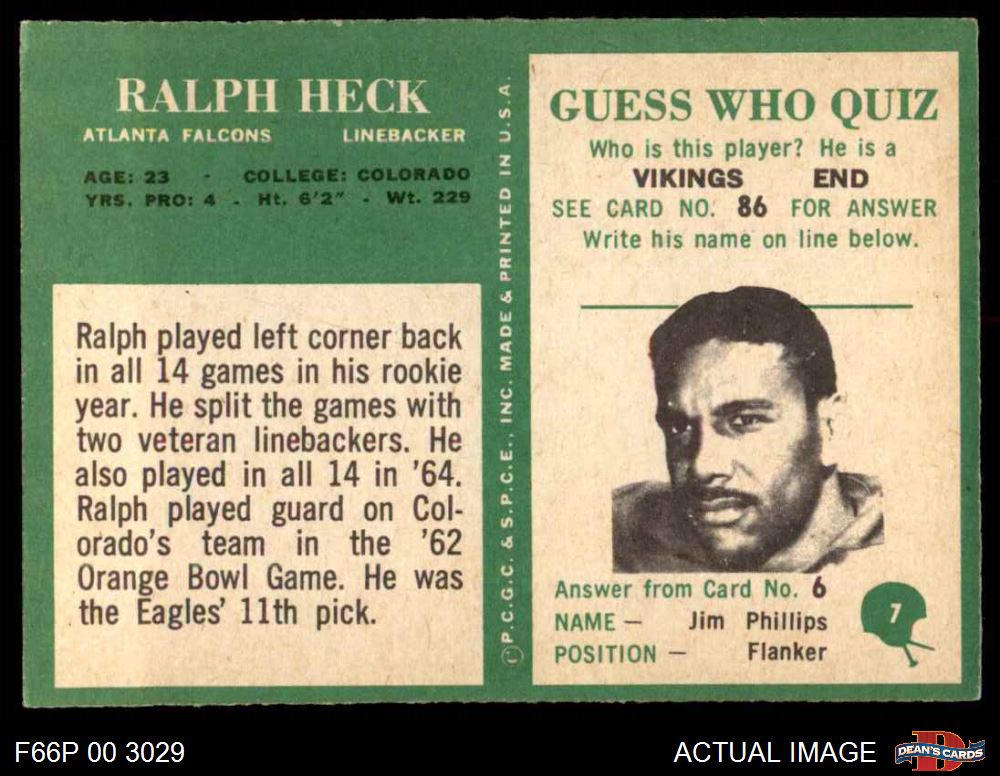 RALPH HECK
ATLANTA FALCONS LINEBACKER
AGE: 23 - COLLEGE: COLORADO
YRS. PRO: 4 - Ht. 6'2" - Wt. 229
Ralph played left corner back
in all 14 games in his rookie
year. He split the games with
two veteran linebackers. He
also played in all 14 in '64.
Ralph played guard on Col-
orado's team in the '62
Orange Bowl Game. He was
the Eagles' 11th pick.
©P.C.G.C. & S.P.C.E., INC. MADE & PRINTED IN U.S.A.
GUESS WHO QUIZ
Who is this player? He is a
VIKINGS END
SEE CARD NO. 86 FOR ANSWER
Write his name on line below.
Answer from Card No. 6
NAME — Jim Phillips
POSITION — Flanker
7
F66P 00 3029
ACTUAL IMAGE
DEAN'S CARDS